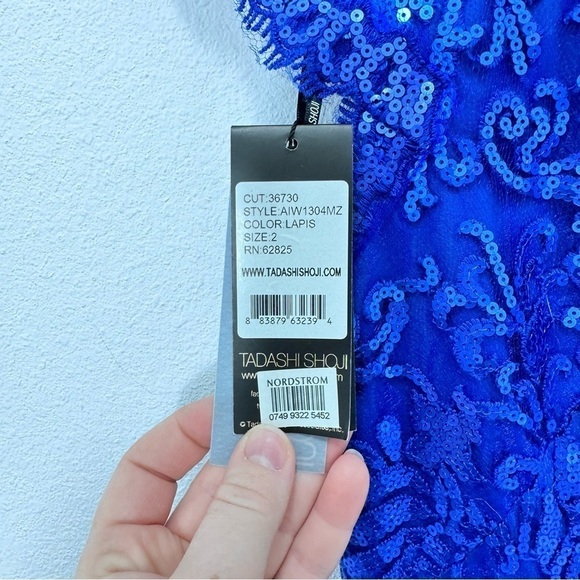 SHOJI
CUT:36730
STYLE:AIW1304MZ
COLOR:LAPIS
SIZE:2
RN:62825
WWW.TADASHISHOJI.COM
8 83879 63239 4
TADASHI SHOJI
NORDSTROM
0749 9322 5452